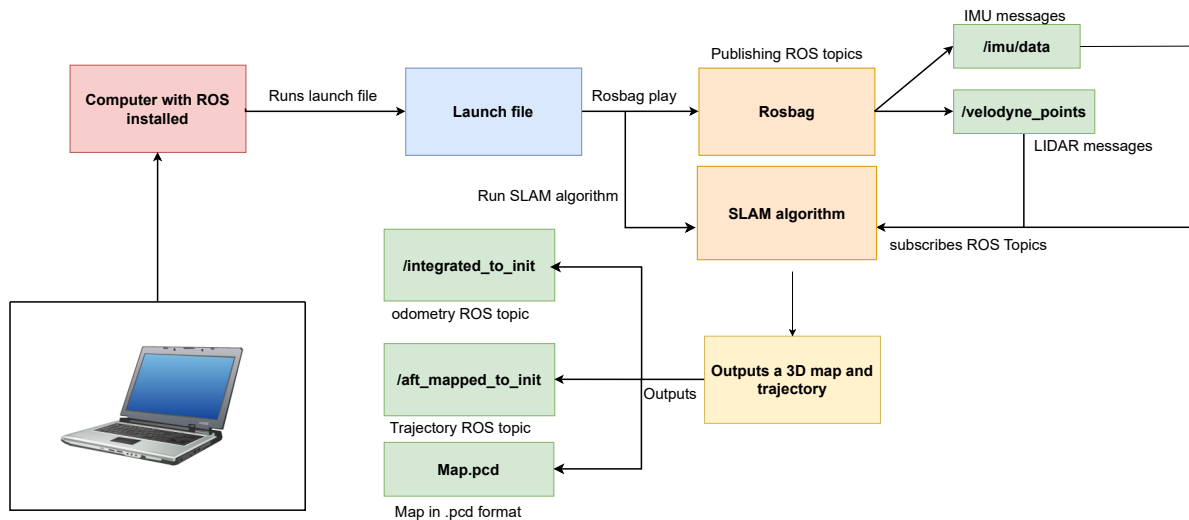 IMU messages
/imu/data
Publishing ROS topics
Computer with ROS
installed
Runs launch file
Launch file
Rosbag play
Rosbag
/velodyne_points
LIDAR messages
Run SLAM algorithm
SLAM algorithm
subscribes ROS Topics
/integrated_to_init
odometry ROS topic
/aft_mapped_to_init
Trajectory ROS topic
Outputs
Outputs a 3D map and
trajectory
Map.pcd
Map in .pcd format